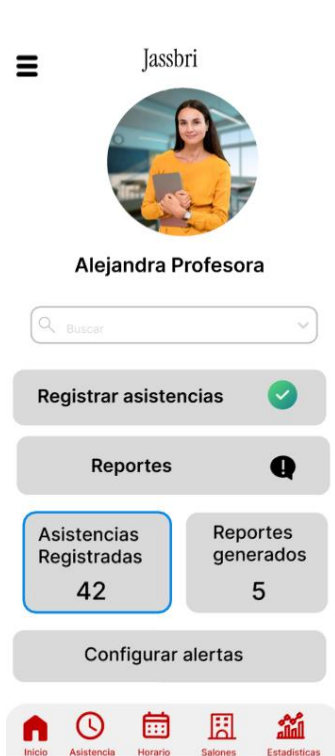 Jassbri
Alejandra Profesora
Buscar
Registrar asistencias
Reportes
Asistencias
Registradas
42
Reportes
generados
5
Configurar alertas
Inicio Asistencia Horario Salones Estadisticas